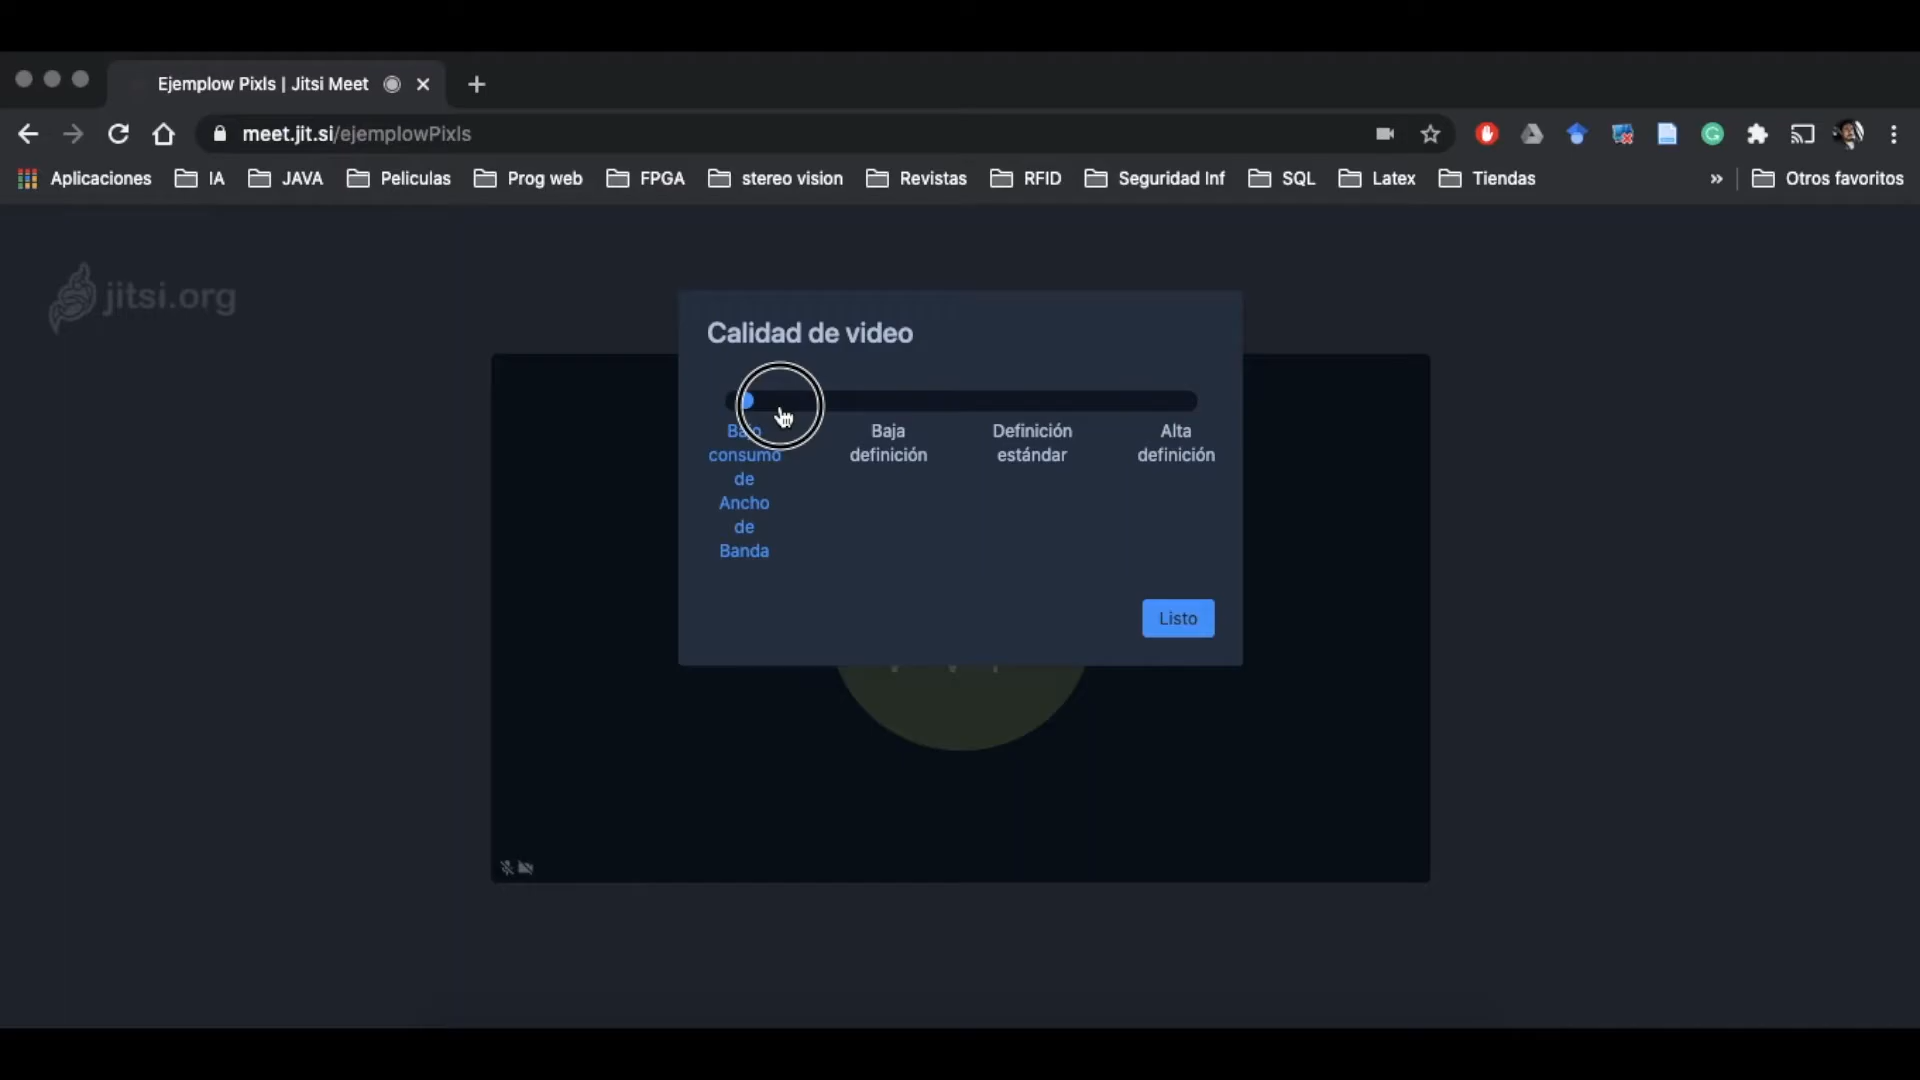 Ejemplow Pixls | Jitsi Meet
meet.jit.si/ejemplowPixls
Aplicaciones IA JAVA Peliculas Prog web FPGA stereo vision Revistas RFID Seguridad Inf SQL Latex Tiendas » Otros favoritos
jitsi.org
Calidad de video
Bajo
consumo
de
Ancho
de
Banda
Baja
definición
Definición
estándar
Alta
definición
Listo